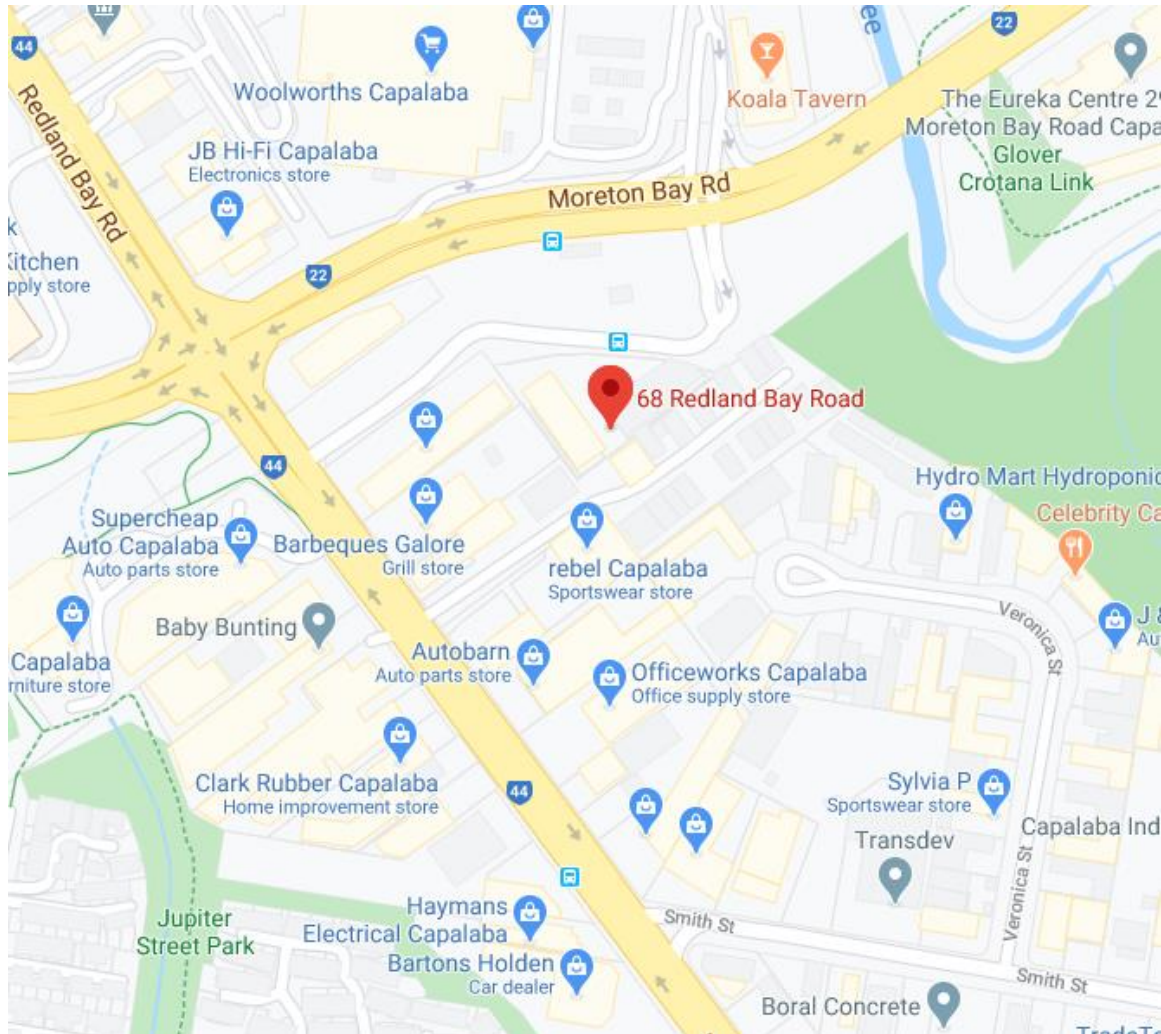 44
22
ee
Woolworths Capalaba
Koala Tavern
The Eureka Centre 2
Moreton Bay Road Capa
Glover
Crotana Link
Redland Bay Rd
JB Hi-Fi Capalaba
Electronics store
Moreton Bay Rd
k
Kitchen
pply store
22
68 Redland Bay Road
44
Hydro Mart Hydroponic
Celebrity Ca
Supercheap
Auto Capalaba
Auto parts store
Barbeques Galore
Grill store
rebel Capalaba
Sportswear store
Veronica St
J &
Au
Baby Bunting
Capalaba
rniture store
Autobarn
Auto parts store
Officeworks Capalaba
Office supply store
Clark Rubber Capalaba
Home improvement store
44
Sylvia P
Sportswear store
Transdev
Capalaba Ind
Veronica St
Jupiter
Street Park
Haymans
Electrical Capalaba
Bartons Holden
Car dealer
Smith St
Smith St
Boral Concrete